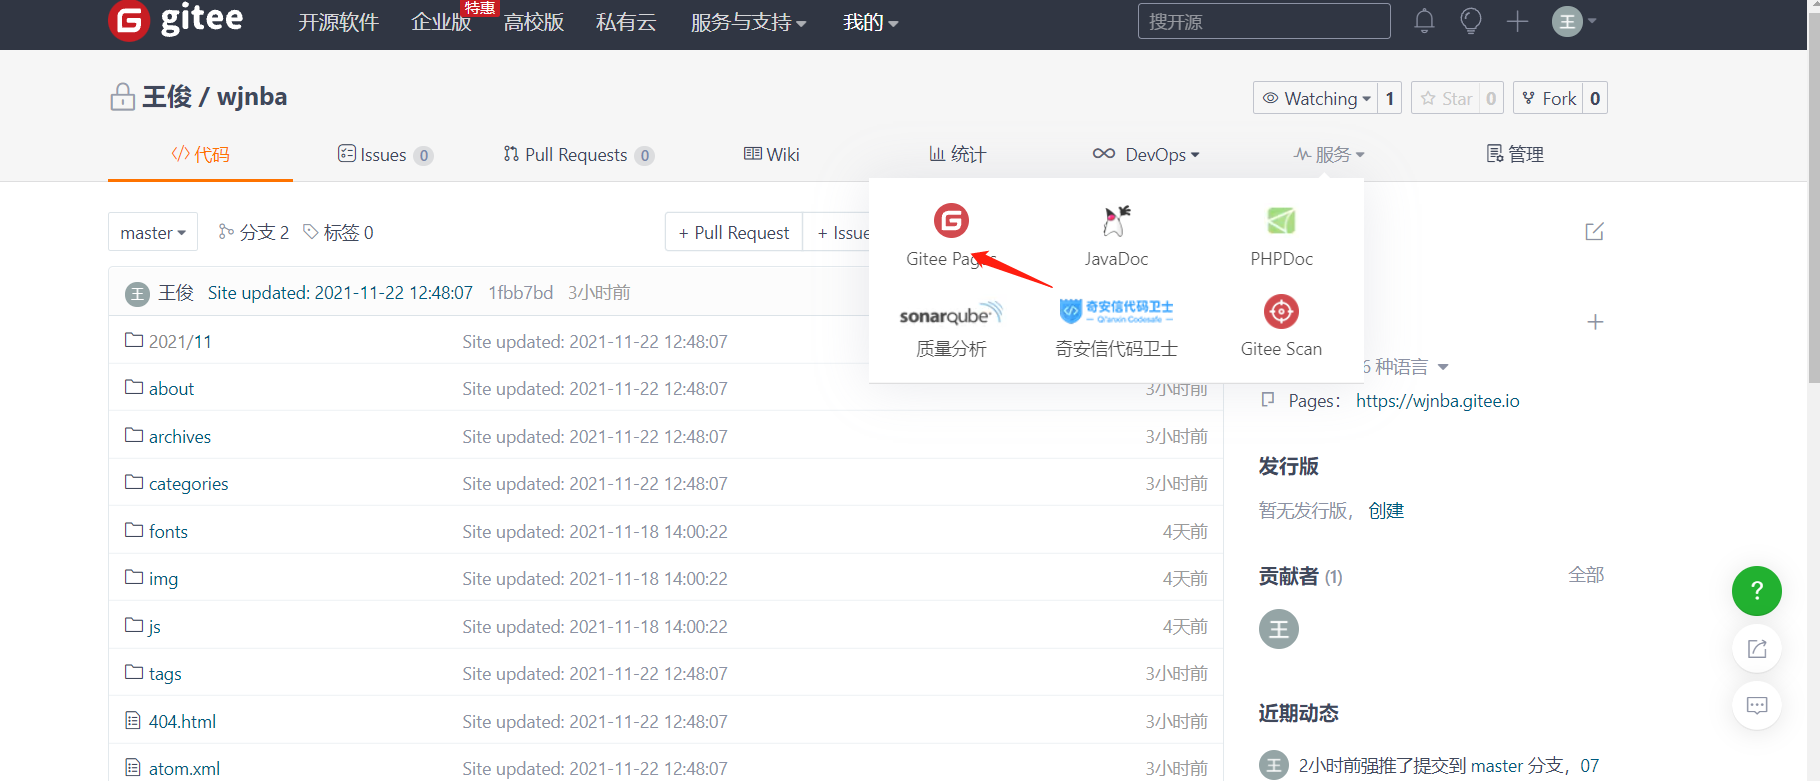 gitee 开源软件 企业版 特惠 高校版 私有云 服务与支持 我的 搜开源 王
王俊 / wjnba
Watching 1 Star 0 Fork 0
代码 Issues 0 Pull Requests 0 Wiki 统计 DevOps 服务 管理
master 分支 2 标签 0 + Pull Request + Issue
Gitee Pages JavaDoc PHPDoc
sonarqube 奇安信代码卫士
Qi'anxin Codesafe
质量分析 奇安信代码卫士 Gitee Scan
王 王俊 Site updated: 2021-11-22 12:48:07 1fbb7bd 3小时前
2021/11 Site updated: 2021-11-22 12:48:07
about Site updated: 2021-11-22 12:48:07 3小时前
archives Site updated: 2021-11-22 12:48:07 3小时前
categories Site updated: 2021-11-22 12:48:07 3小时前
fonts Site updated: 2021-11-18 14:00:22 4天前
img Site updated: 2021-11-18 14:00:22 4天前
js Site updated: 2021-11-18 14:00:22 4天前
tags Site updated: 2021-11-22 12:48:07 3小时前
404.html Site updated: 2021-11-22 12:48:07 3小时前
atom.xml Site updated: 2021-11-22 12:48:07 3小时前
6 种语言
Pages： https://wjnba.gitee.io
发行版
暂无发行版， 创建
贡献者 (1) 全部
王
近期动态
王 2小时前强推了提交到 master 分支，07
?